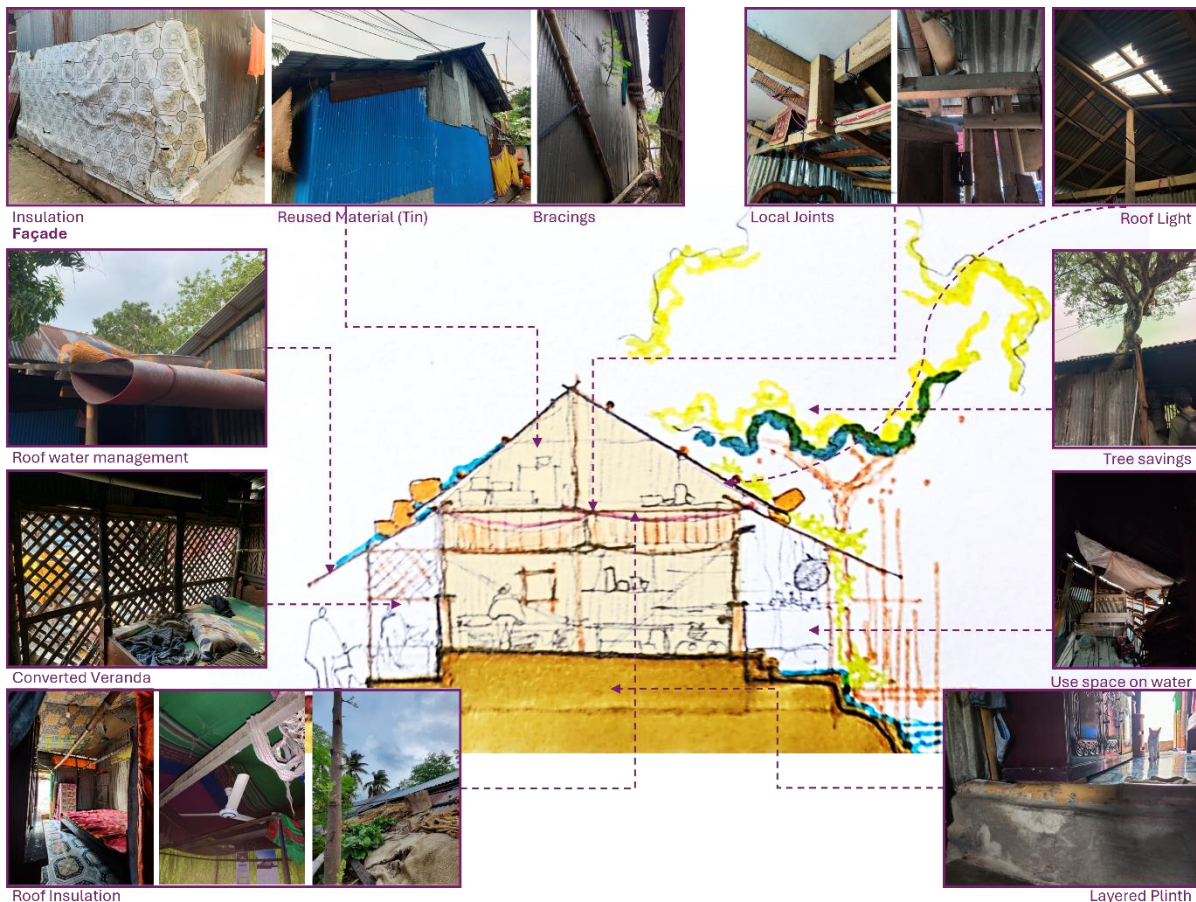 Insulation
Façade
Reused Material (Tin)
Bracings
Local Joints
Roof Light
Roof water management
Tree savings
Converted Veranda
Use space on water
Roof Insulation
Layered Plinth